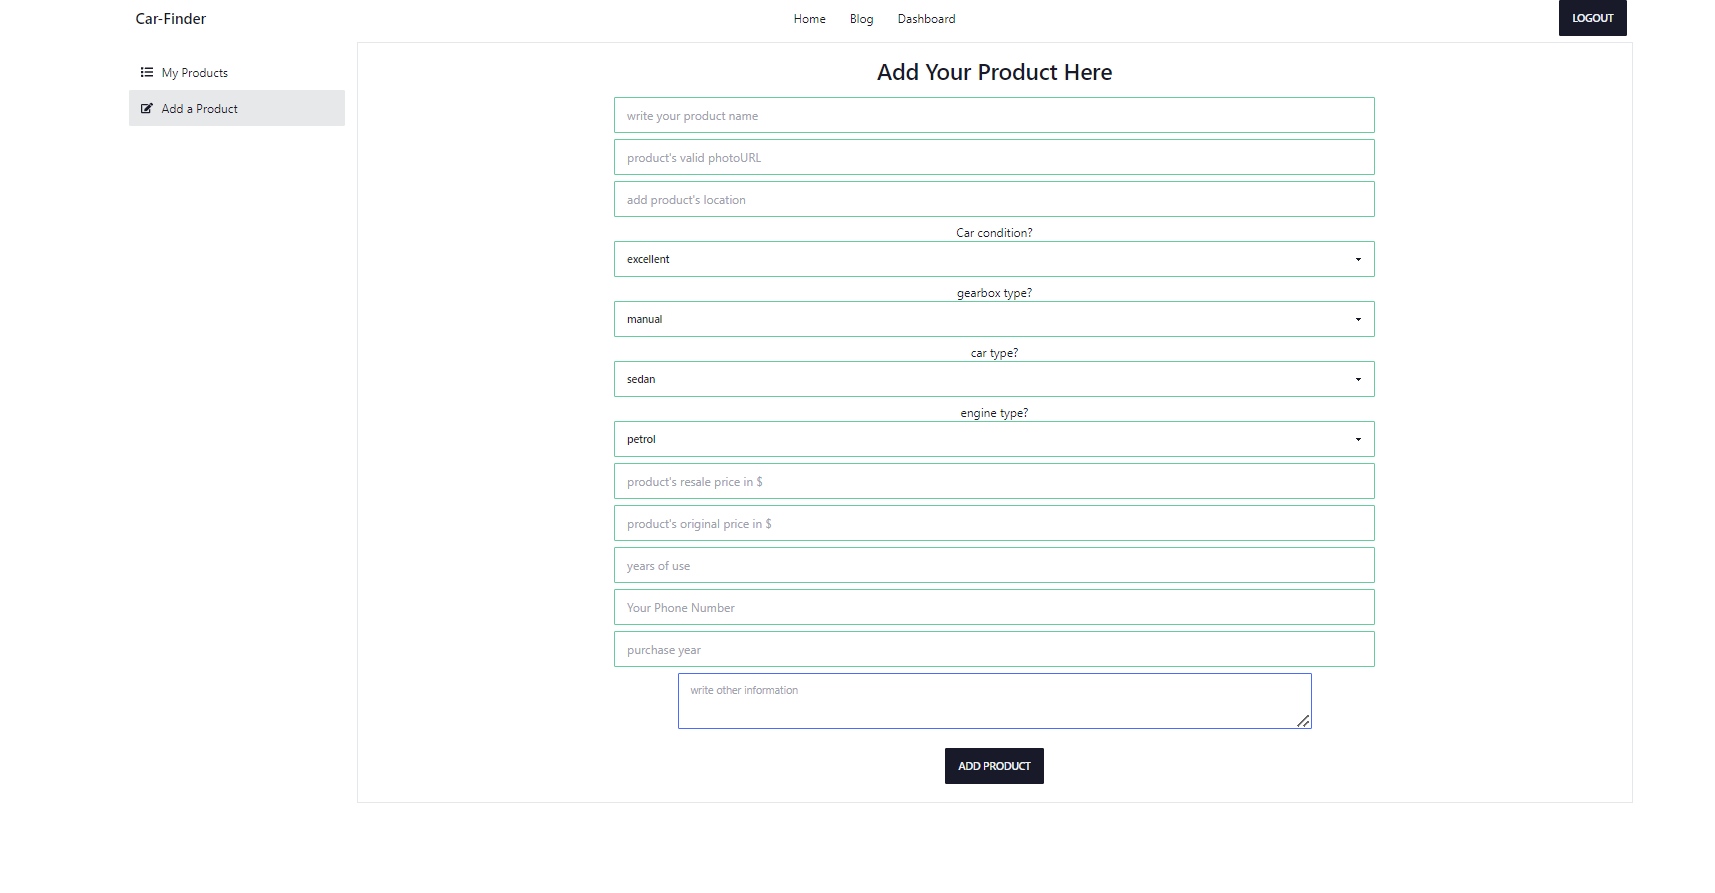 Car-Finder
Home Blog Dashboard
LOGOUT
My Products
Add a Product
Add Your Product Here
write your product name
product's valid photoURL
add product's location
Car condition?
excellent
gearbox type?
manual
car type?
sedan
engine type?
petrol
product's resale price in $
product's original price in $
years of use
Your Phone Number
purchase year
write other information
ADD PRODUCT